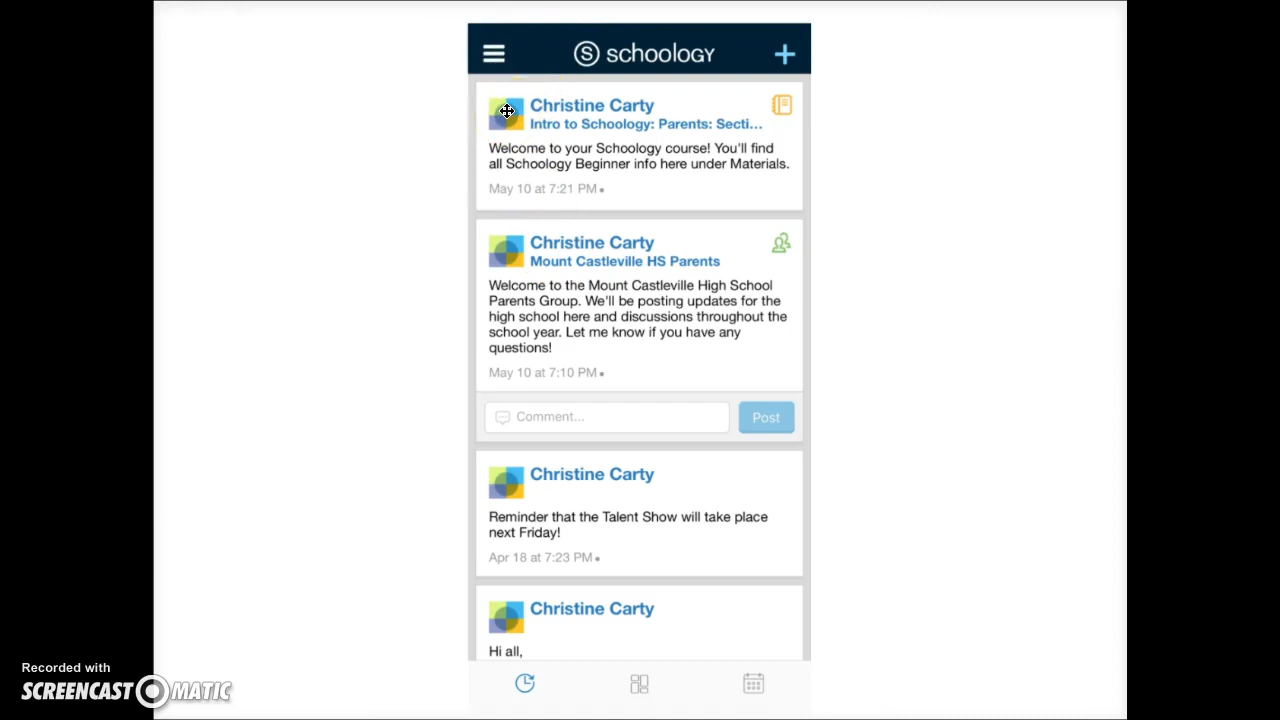 schoology
Christine Carty
Intro to Schoology: Parents: Secti...
Welcome to your Schoology course! You'll find
all Schoology Beginner info here under Materials.
May 10 at 7:21 PM
Christine Carty
Mount Castleville HS Parents
Welcome to the Mount Castleville High School
Parents Group. We'll be posting updates for the
high school here and discussions throughout the
school year. Let me know if you have any
questions!
May 10 at 7:10 PM
Comment...
Post
Christine Carty
Reminder that the Talent Show will take place
next Friday!
Apr 18 at 7:23 PM
Christine Carty
Hi all,
Recorded with
SCREENCAST-O-MATIC